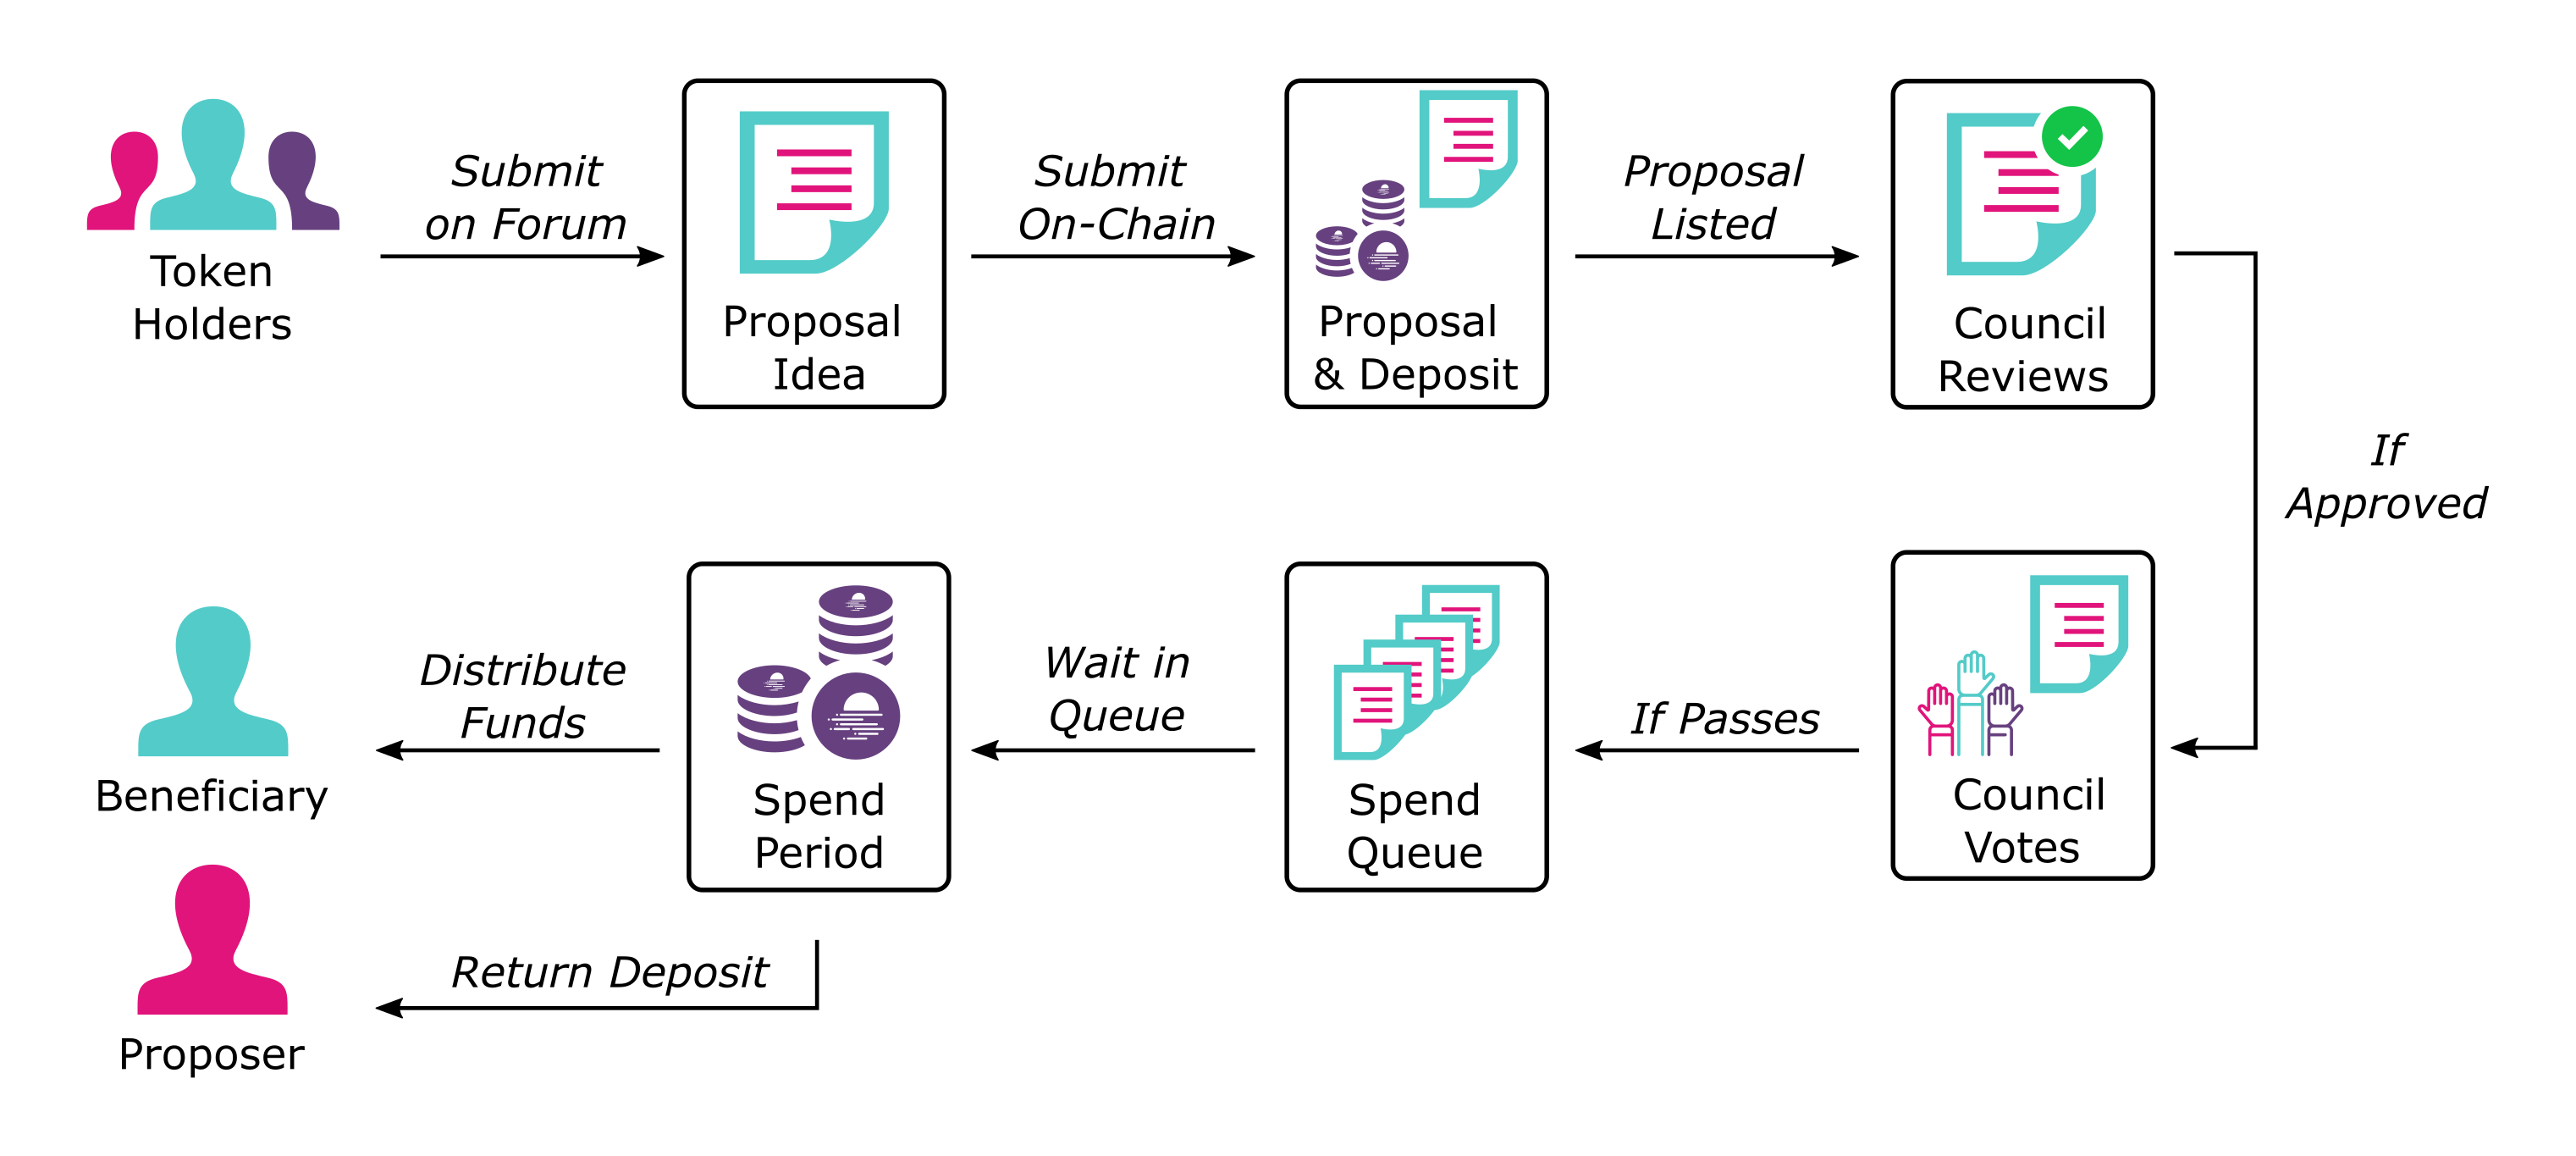 Token
Holders
Submit
on Forum
Proposal
Idea
Submit
On-Chain
Proposal
& Deposit
Proposal
Listed
Council
Reviews
If
Approved
Council
Votes
If Passes
Spend
Queue
Wait in
Queue
Spend
Period
Distribute
Funds
Beneficiary
Return Deposit
Proposer